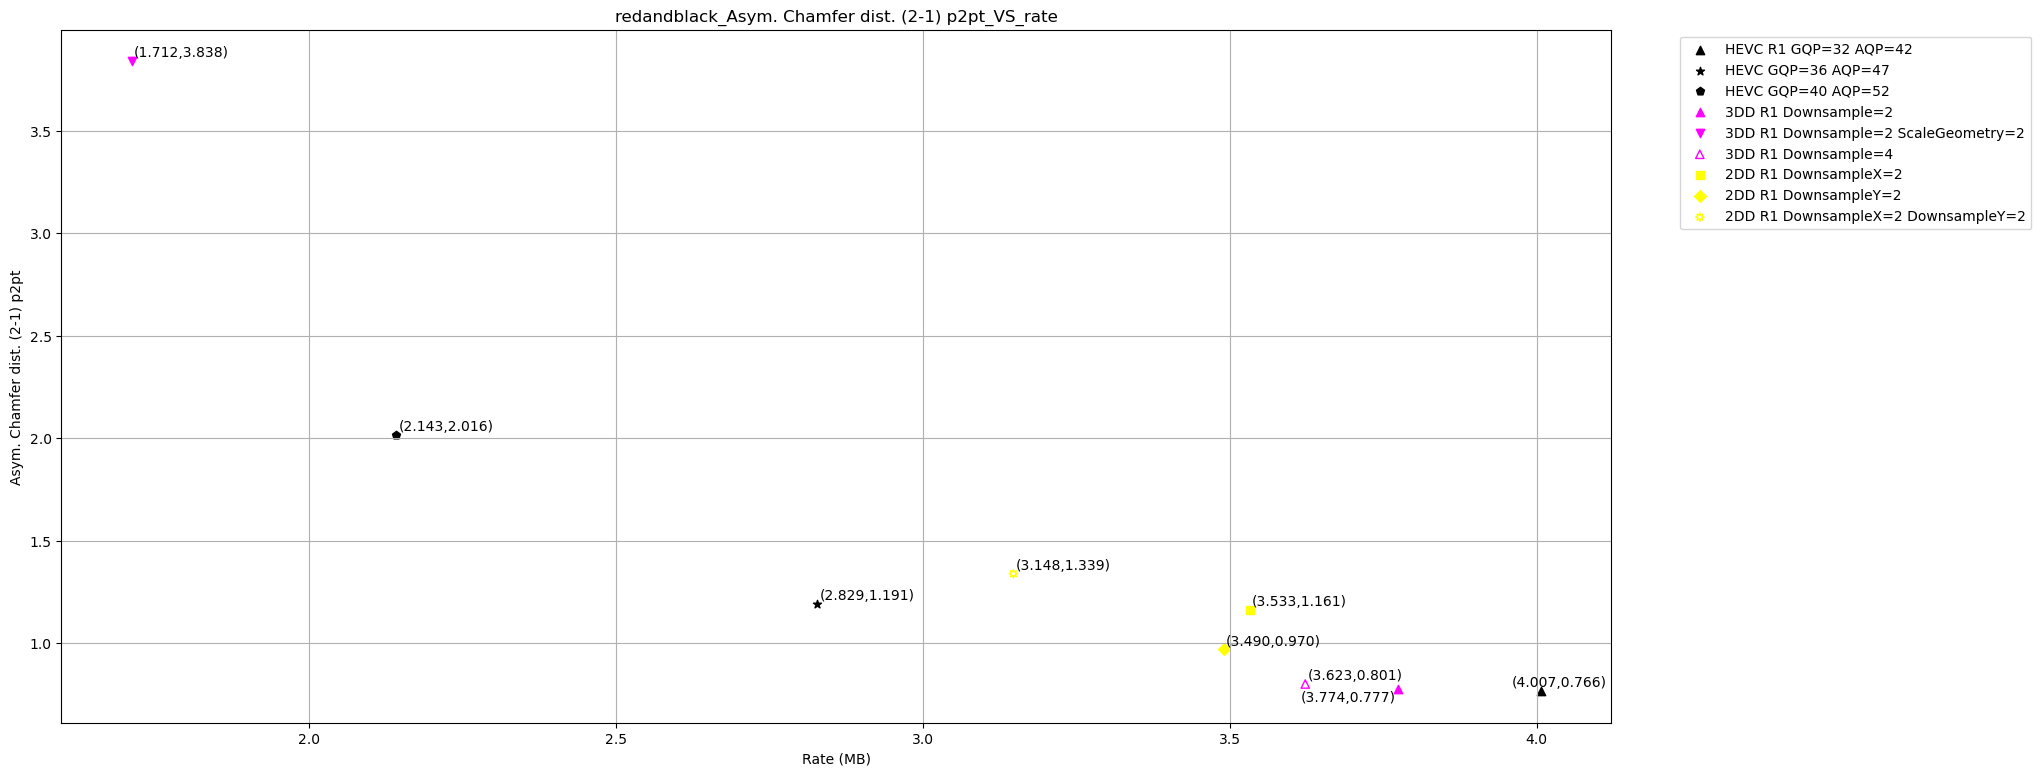 redandblack_Asym. Chamfer dist. (2-1) p2pt_VS_rate
(1.712,3.838)
(2.143,2.016)
(2.829,1.191)
(3.148,1.339)
(3.533,1.161)
(3.490,0.970)
(3.623,0.801)
(3.774,0.777)
(4.007,0.766)
3.5
3.0
2.5
2.0
1.5
1.0
Asym. Chamfer dist. (2-1) p2pt
2.0 2.5 3.0 3.5 4.0
Rate (MB)
HEVC R1 GQP=32 AQP=42
HEVC GQP=36 AQP=47
HEVC GQP=40 AQP=52
3DD R1 Downsample=2
3DD R1 Downsample=2 ScaleGeometry=2
3DD R1 Downsample=4
2DD R1 DownsampleX=2
2DD R1 DownsampleY=2
2DD R1 DownsampleX=2 DownsampleY=2